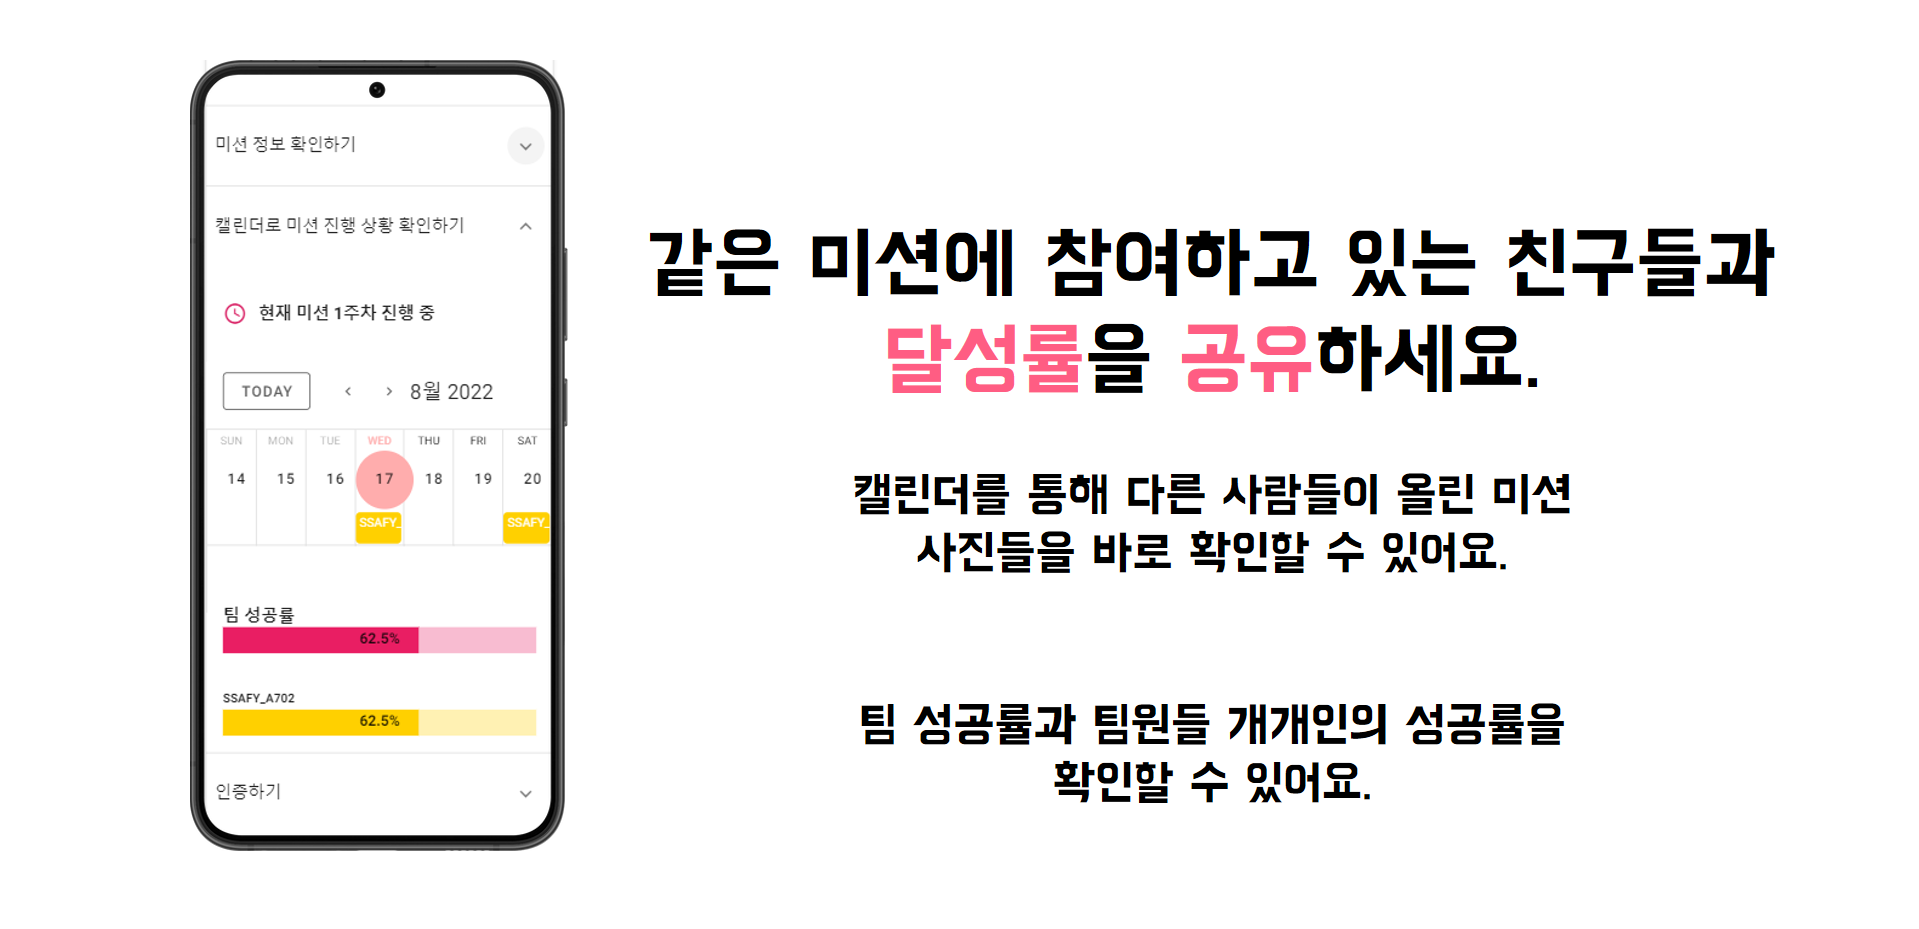 미션 정보 확인하기
캘린더로 미션 진행 상황 확인하기
현재 미션 1주차 진행 중
TODAY 8월 2022
SUN MON TUE WED THU FRI SAT
14 15 16 17 18 19 20
SSAFY_ SSAFY_
팀 성공률
62.5%
SSAFY_A702
62.5%
인증하기
같은 미션에 참여하고 있는 친구들과
달성률을 공유하세요.
캘린더를 통해 다른 사람들이 올린 미션
사진들을 바로 확인할 수 있어요.
팀 성공률과 팀원들 개개인의 성공률을
확인할 수 있어요.